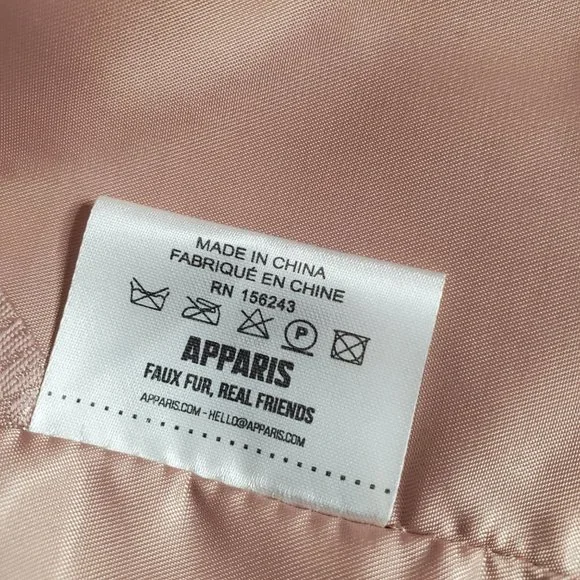 MADE IN CHINA
FABRIQUÉ EN CHINE
RN 156243
P
APPARIS
FAUX FUR, REAL FRIENDS
APPARIS.COM - HELLO@APPARIS.COM